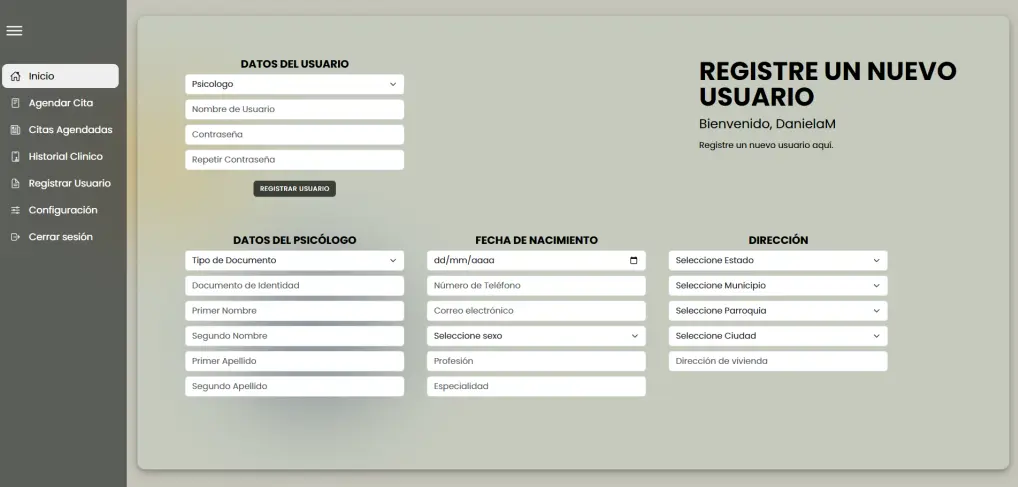 Inicio
Agendar Cita
Citas Agendadas
Historial Clinico
Registrar Usuario
Configuración
Cerrar sesión
DATOS DEL USUARIO
Psicologo
Nombre de Usuario
Contraseña
Repetir Contraseña
REGISTRAR USUARIO
REGISTRE UN NUEVO
USUARIO
Bienvenido, DanielaM
Registre un nuevo usuario aquí.
DATOS DEL PSICÓLOGO
Tipo de Documento
Documento de Identidad
Primer Nombre
Segundo Nombre
Primer Apellido
Segundo Apellido
FECHA DE NACIMIENTO
dd/mm/aaaa
Número de Teléfono
Correo electrónico
Seleccione sexo
Profesión
Especialidad
DIRECCIÓN
Seleccione Estado
Seleccione Municipio
Seleccione Parroquia
Seleccione Ciudad
Dirección de vivienda